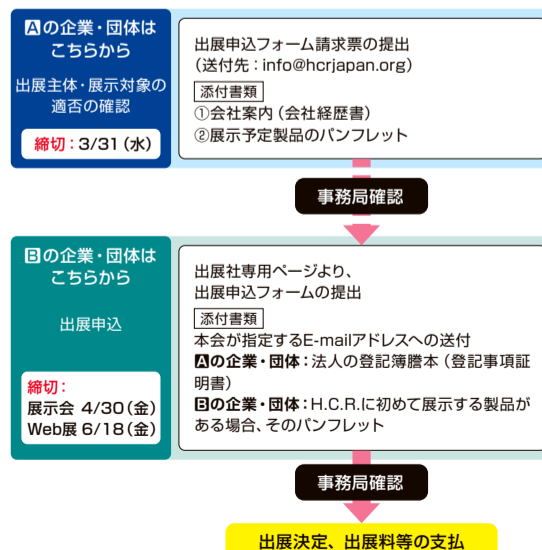 Aの企業・団体は
こちらから
出展主体・展示対象の
適否の確認
締切：3/31（水）
出展申込フォーム請求票の提出
（送付先：info@hcrjapan.org）
添付書類
①会社案内（会社経歴書）
②展示予定製品のパンフレット
事務局確認
Bの企業・団体は
こちらから
出展申込
締切：
展示会 4/30（金）
Web展 6/18（金）
出展社専用ページより、
出展申込フォームの提出
添付書類
本会が指定するE-mailアドレスへの送付
Aの企業・団体：法人の登記簿謄本（登記事項証
明書）
Bの企業・団体：H.C.R.に初めて展示する製品が
ある場合、そのパンフレット
事務局確認
出展決定、出展料等の支払